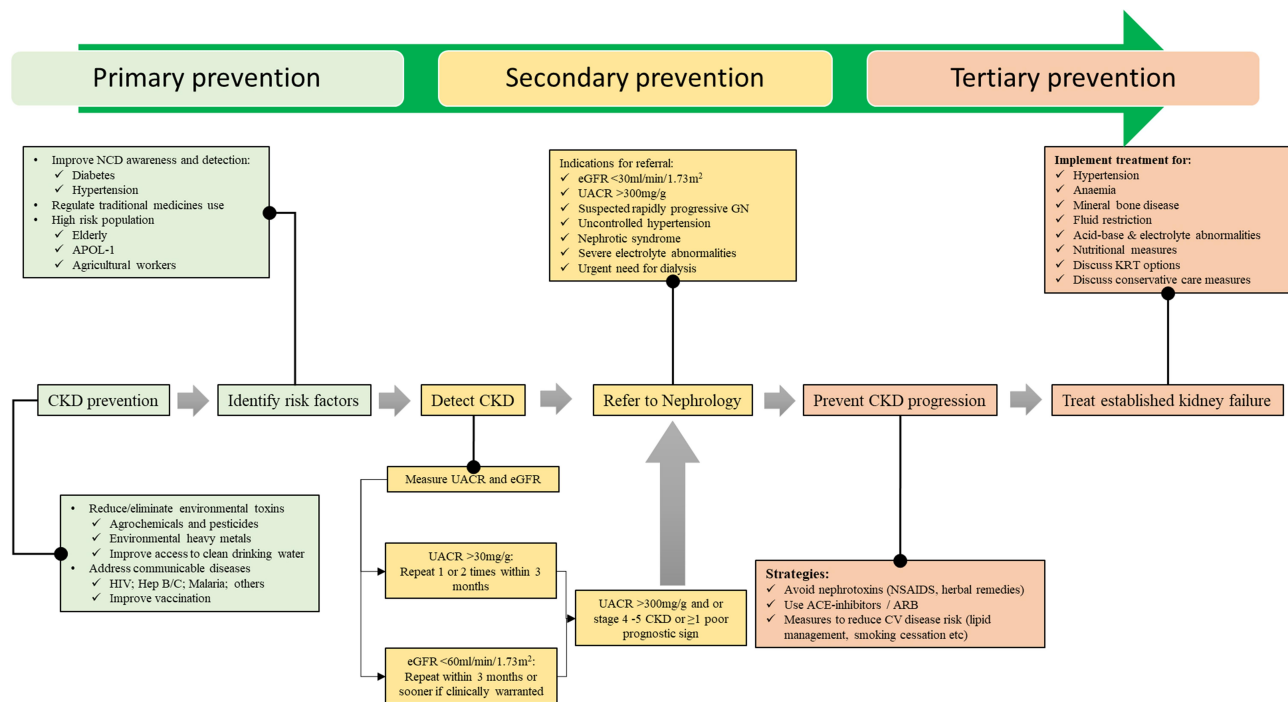 Primary prevention
Secondary prevention
Tertiary prevention
• Improve NCD awareness and detection:
✓ Diabetes
✓ Hypertension
• Regulate traditional medicines use
• High risk population
✓ Elderly
✓ APOL-1
✓ Agricultural workers
Indications for referral:
✓ eGFR <30ml/min/1.73m²
✓ UACR >300mg/g
✓ Suspected rapidly progressive GN
✓ Uncontrolled hypertension
✓ Nephrotic syndrome
✓ Severe electrolyte abnormalities
✓ Urgent need for dialysis
Implement treatment for:
✓ Hypertension
✓ Anaemia
✓ Mineral bone disease
✓ Fluid restriction
✓ Acid-base & electrolyte abnormalities
✓ Nutritional measures
✓ Discuss KRT options
✓ Discuss conservative care measures
CKD prevention
Identify risk factors
Detect CKD
Refer to Nephrology
Prevent CKD progression
Treat established kidney failure
• Reduce/eliminate environmental toxins
✓ Agrochemicals and pesticides
✓ Environmental heavy metals
✓ Improve access to clean drinking water
• Address communicable diseases
✓ HIV; Hep B/C; Malaria; others
✓ Improve vaccination
Measure UACR and eGFR
UACR >30mg/g:
Repeat 1 or 2 times within 3
months
eGFR <60ml/min/1.73m²:
Repeat within 3 months or
sooner if clinically warranted
UACR >300mg/g and or
stage 4 -5 CKD or ≥1 poor
prognostic sign
Strategies:
✓ Avoid nephrotoxins (NSAIDS, herbal remedies)
✓ Use ACE-inhibitors / ARB
✓ Measures to reduce CV disease risk (lipid
management, smoking cessation etc)